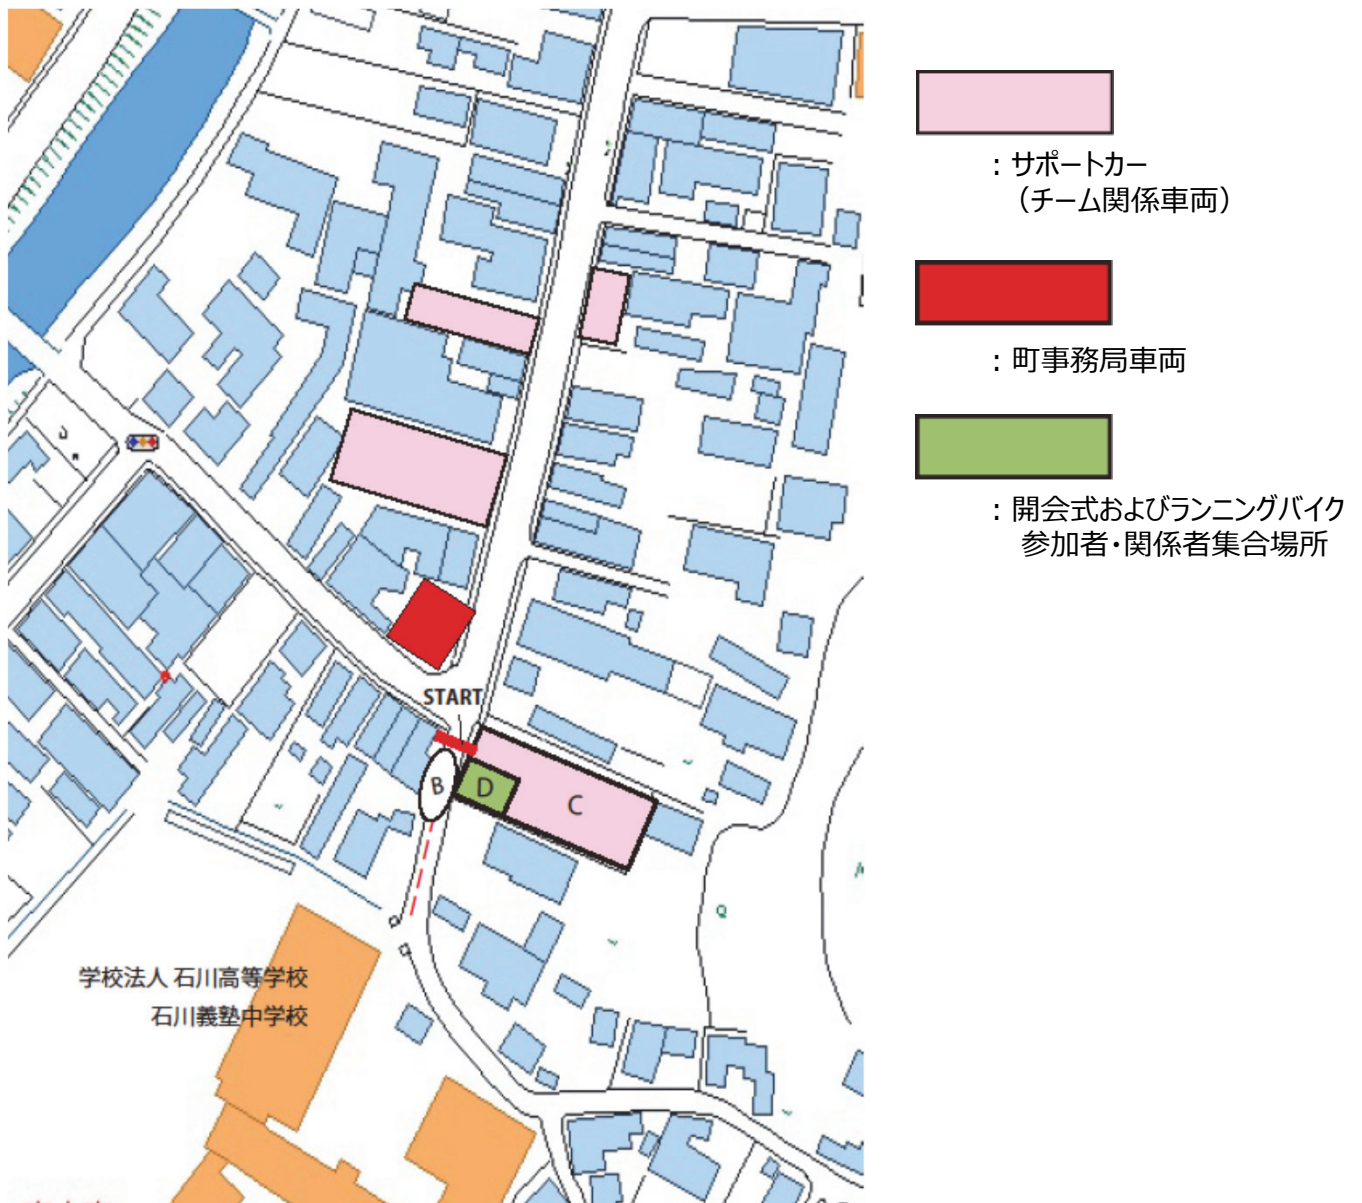 ：サポートカー
（チーム関係車両）
：町事務局車両
：開会式およびランニングバイク
参加者・関係者集合場所
START
B
D
C
学校法人 石川高等学校
石川義塾中学校